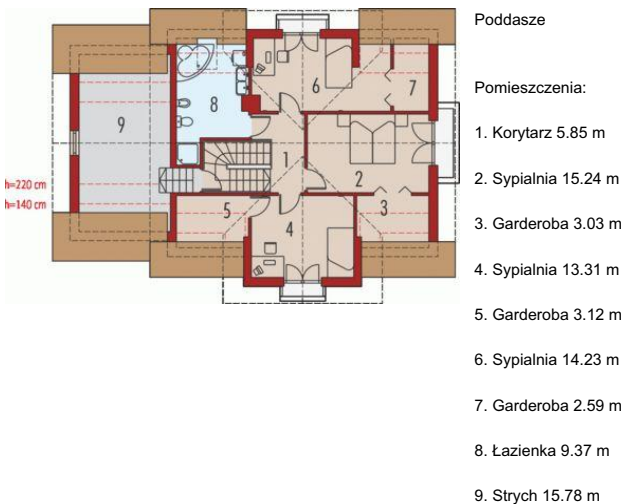 Poddasze
Pomieszczenia:
1. Korytarz 5.85 m
2. Sypialnia 15.24 m
3. Garderoba 3.03 m
4. Sypialnia 13.31 m
5. Garderoba 3.12 m
6. Sypialnia 14.23 m
7. Garderoba 2.59 m
8. Łazienka 9.37 m
9. Strych 15.78 m
6
7
8
9
1
2
h=220 cm
h=140 cm
5
3
4